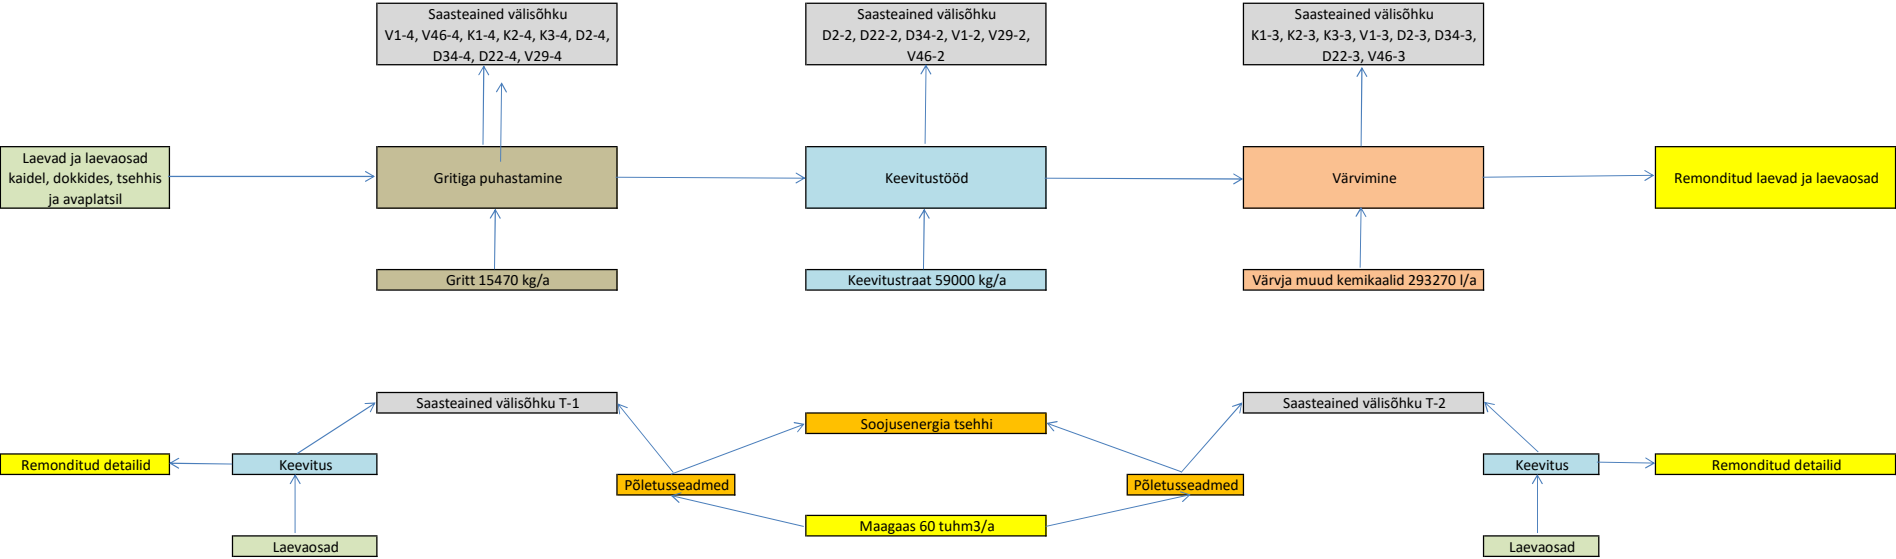 Saasteained välisõhku
V1-4, V46-4, K1-4, K2-4, K3-4, D2-4,
D34-4, D22-4, V29-4
Saasteained välisõhku
D2-2, D22-2, D34-2, V1-2, V29-2,
V46-2
Saasteained välisõhku
K1-3, K2-3, K3-3, V1-3, D2-3, D34-3,
D22-3, V46-3
Laevad ja laevaosad
kaidel, dokkides, tsehhis
ja avaplatsil
Gritiga puhastamine
Keevitustööd
Värvimine
Remonditud laevad ja laevaosad
Gritt 15470 kg/a
Keevitustraat 59000 kg/a
Värvja muud kemikaalid 293270 l/a
Saasteained välisõhku T-1
Saasteained välisõhku T-2
Soojusenergia tsehhi
Remonditud detailid
Keevitus
Keevitus
Remonditud detailid
Põletusseadmed
Põletusseadmed
Maagaas 60 tuhm3/a
Laevaosad
Laevaosad